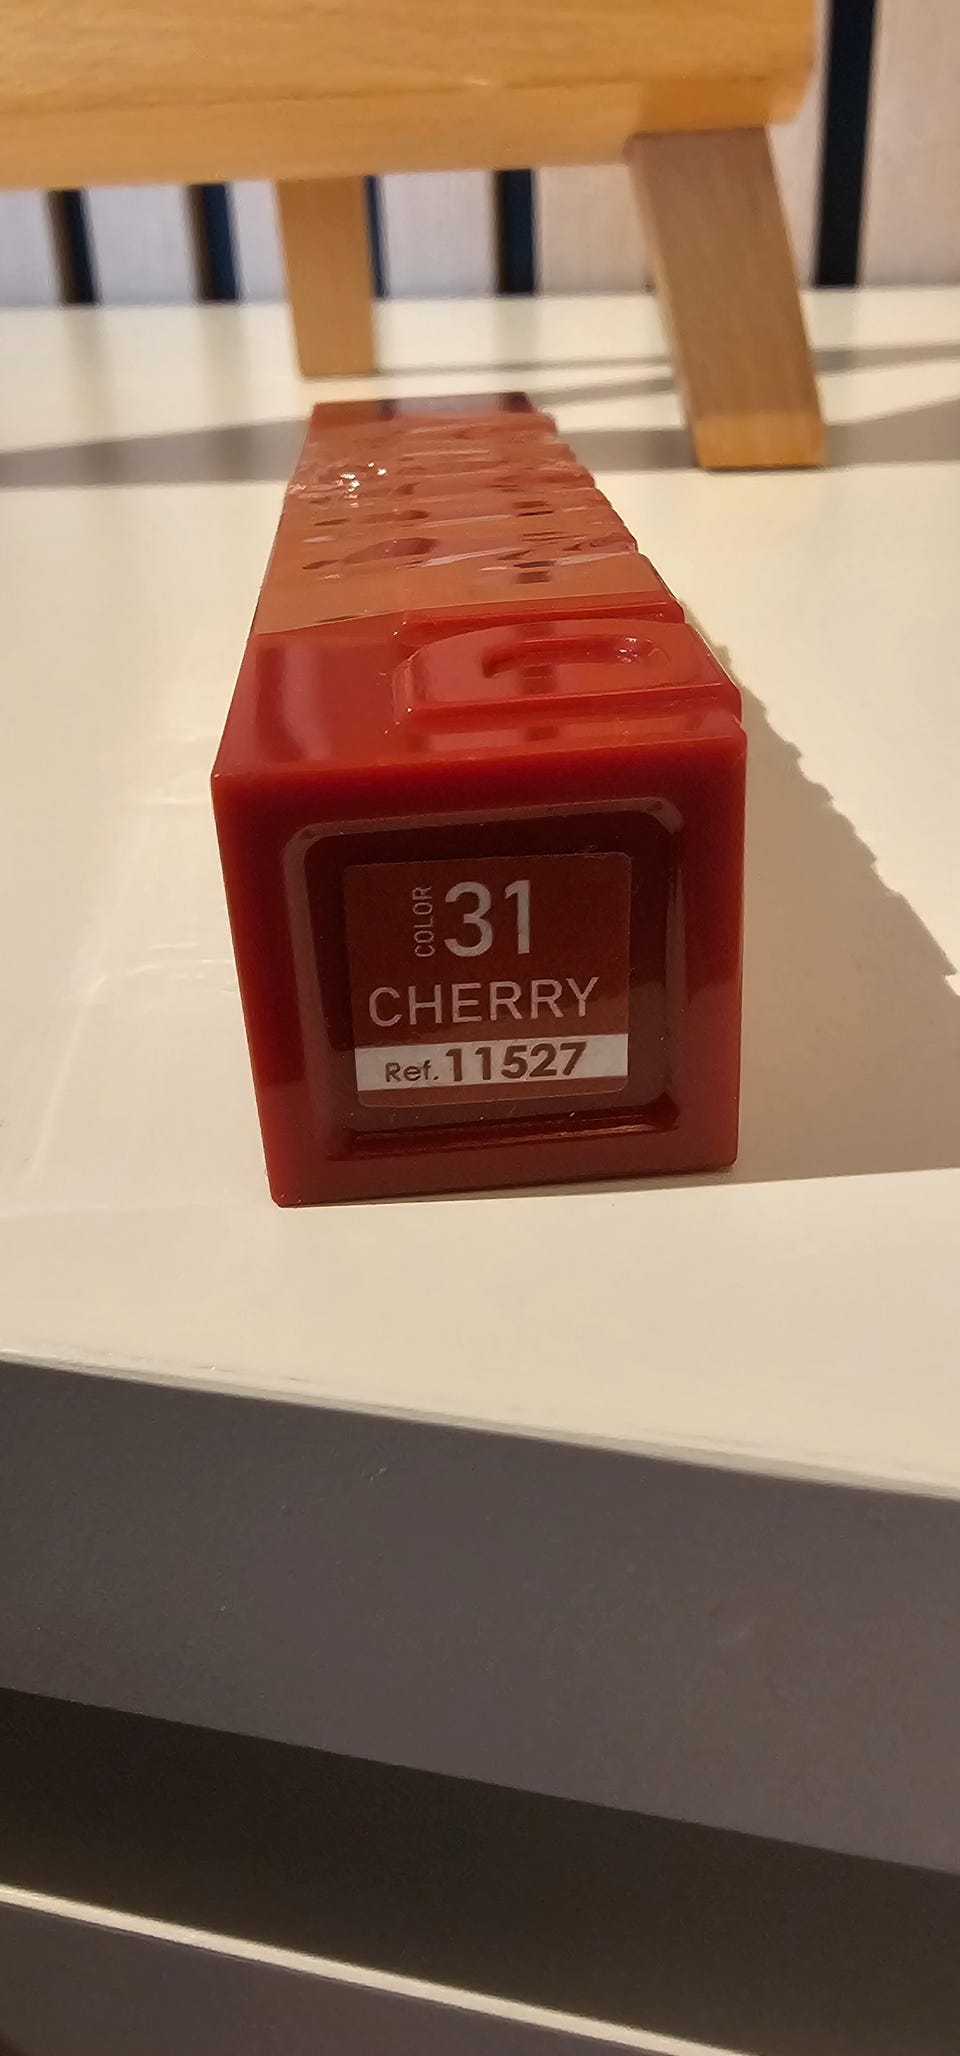 COLOR 31
CHERRY
Ref. 11527